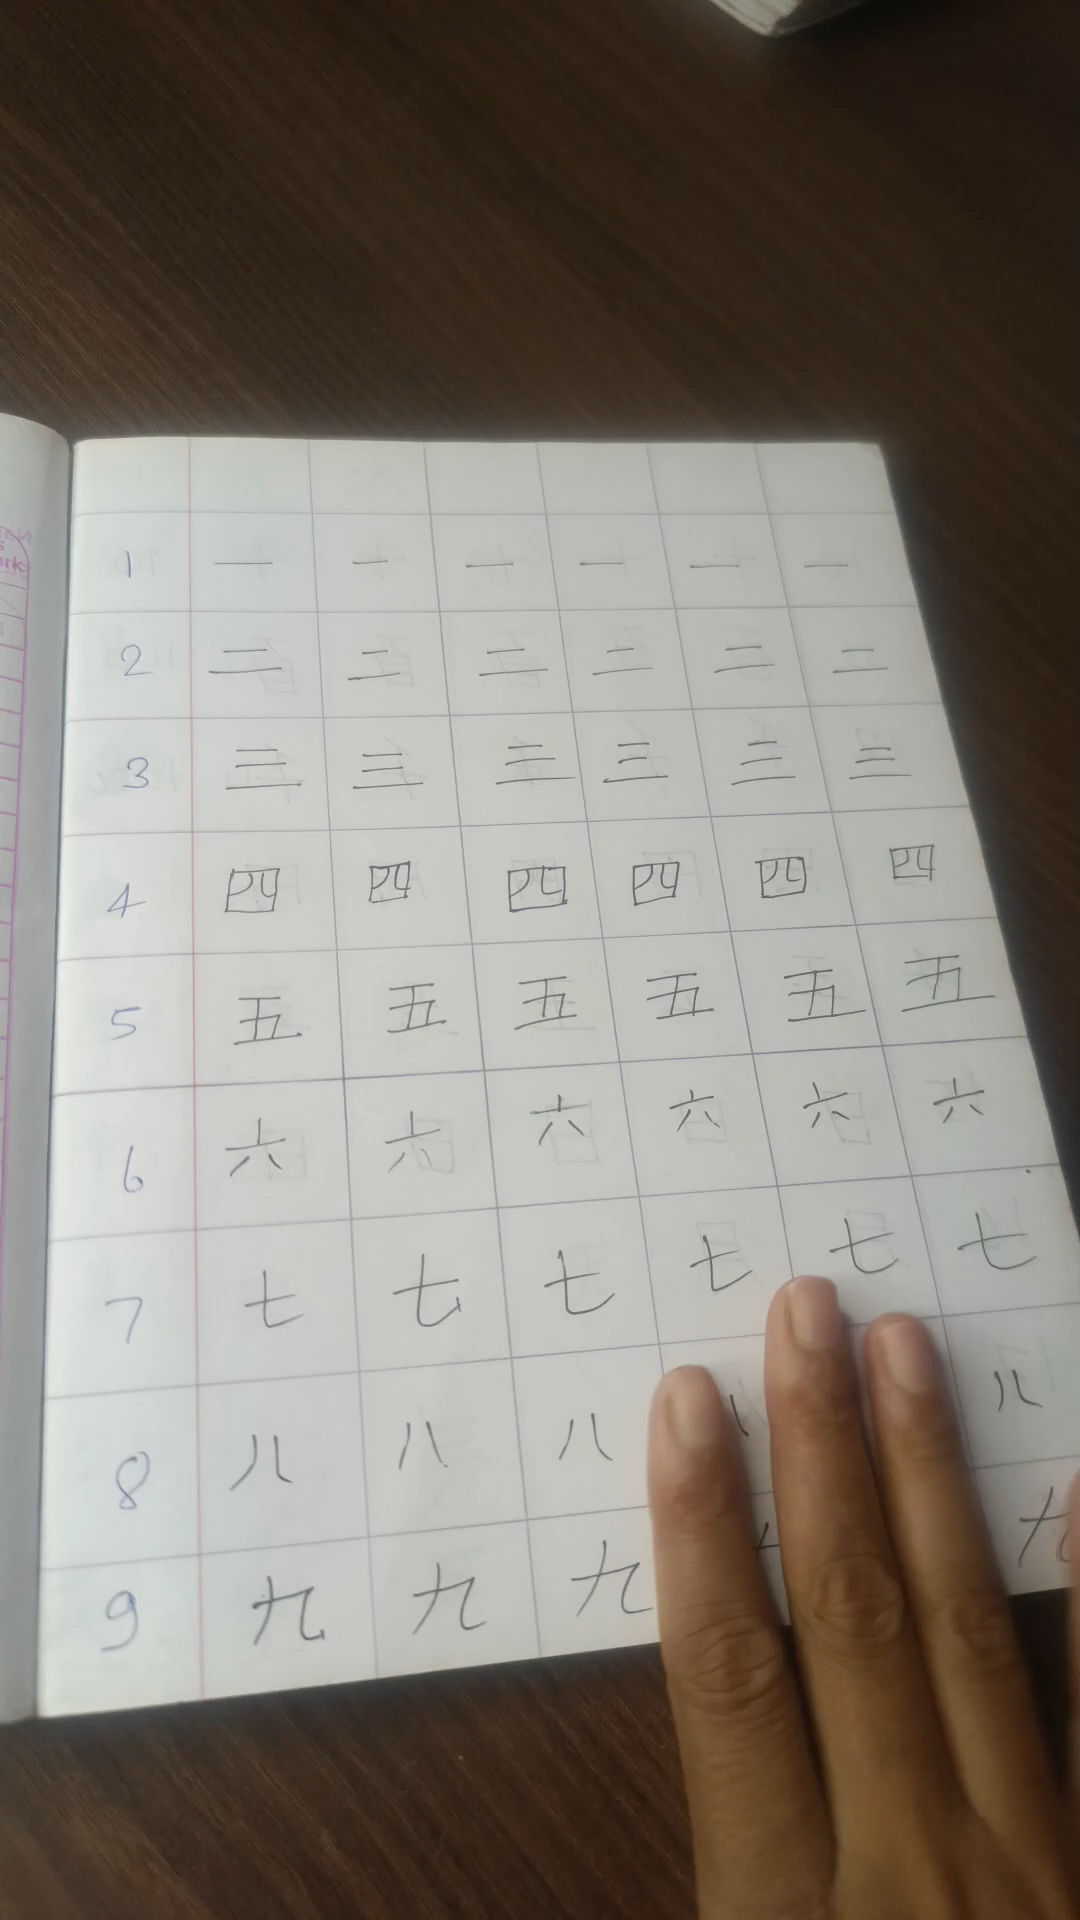 1 一 一 一 一 一 一
2 二 二 二 二 二 二
3 三 三 三 三 三 三
4 四 四 四 四 四 四
5 五 五 五 五 五 五
6 六 六 六 六 六 六
7 七 七 七 七 七 七
8 八 八 八 八
9 九 九 九 九